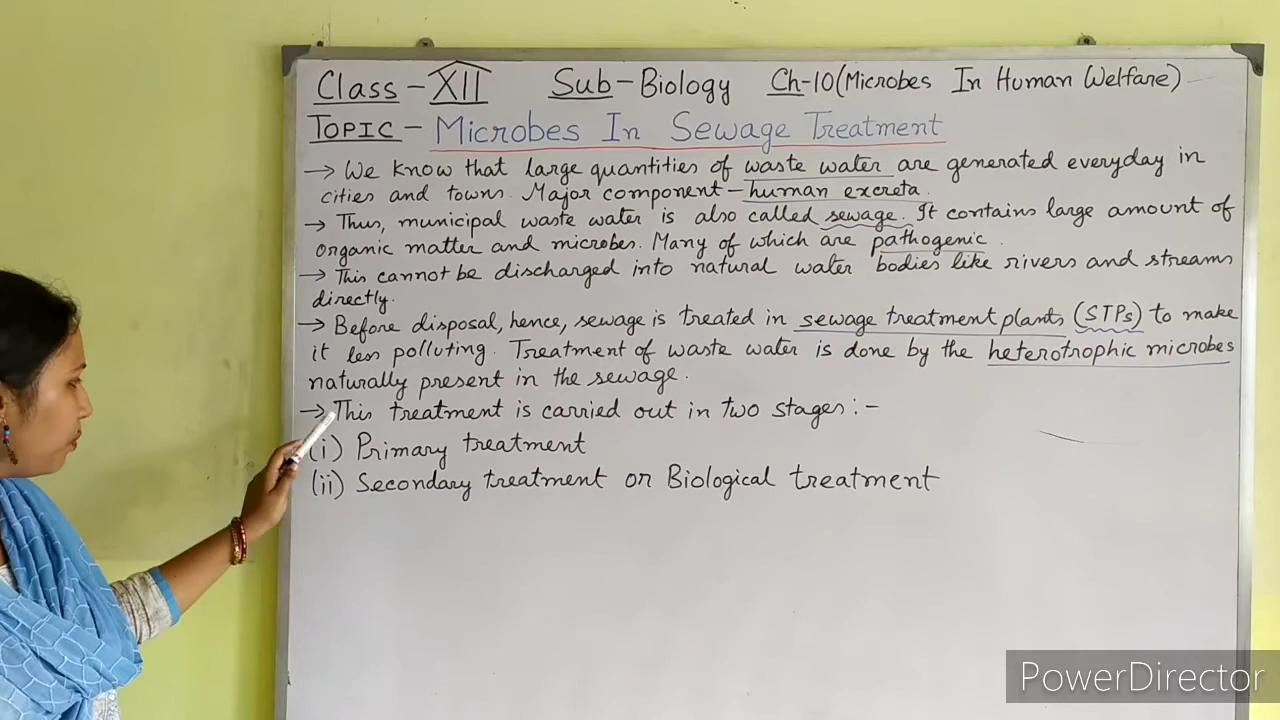 Class - XII Sub - Biology Ch-10 (Microbes In Human Welfare)
TOPIC - Microbes In Sewage Treatment
→ We know that large quantities of waste water are generated everyday in
cities and towns. Major component - human excreta.
→ Thus, municipal waste water is also called sewage. It contains large amount of
organic matter and microbes. Many of which are pathogenic.
→ This cannot be discharged into natural water bodies like rivers and streams
directly.
→ Before disposal, hence, sewage is treated in sewage treatment plants (STPs) to make
it less polluting. Treatment of waste water is done by the heterotrophic microbes
naturally present in the sewage.
→ This treatment is carried out in two stages :-
(i) Primary treatment
(ii) Secondary treatment or Biological treatment
PowerDirector